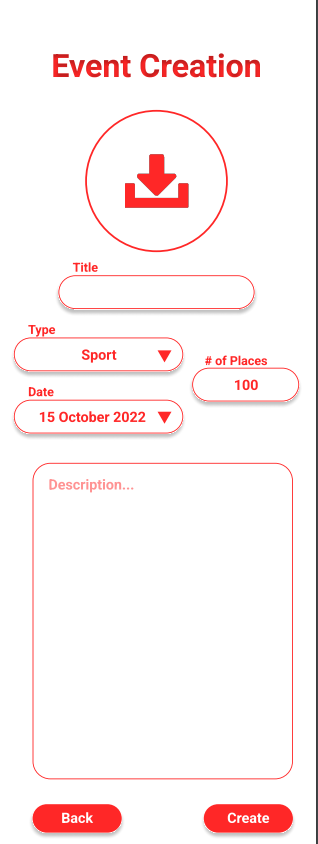 Event Creation
Title
Type
Sport
# of Places
100
Date
15 October 2022
Description...
Back
Create